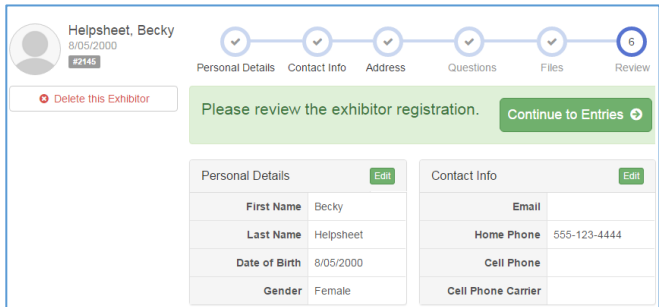 Helpsheet, Becky
8/05/2000
#2145
Delete this Exhibitor
6
Personal Details Contact Info Address Questions Files Review
Please review the exhibitor registration. Continue to Entries
Personal Details Edit
First Name Becky
Last Name Helpsheet
Date of Birth 8/05/2000
Gender Female
Contact Info Edit
Email
Home Phone 555-123-4444
Cell Phone
Cell Phone Carrier